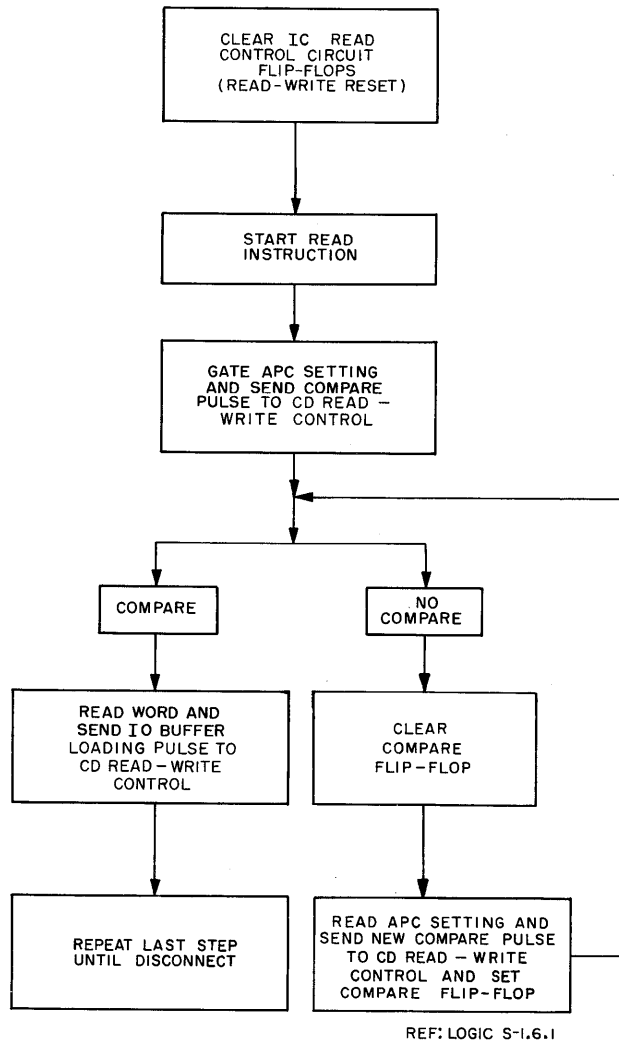 CLEAR IC READ
CONTROL CIRCUIT
FLIP-FLOPS
(READ-WRITE RESET)
START READ
INSTRUCTION
GATE APC SETTING
AND SEND COMPARE
PULSE TO CD READ –
WRITE CONTROL
COMPARE
NO
COMPARE
READ WORD AND
SEND IO BUFFER
LOADING PULSE TO
CD READ-WRITE
CONTROL
CLEAR
COMPARE
FLIP-FLOP
REPEAT LAST STEP
UNTIL DISCONNECT
READ APC SETTING AND
SEND NEW COMPARE PULSE
TO CD READ – WRITE
CONTROL AND SET
COMPARE FLIP-FLOP
REF: LOGIC S-1.6.1